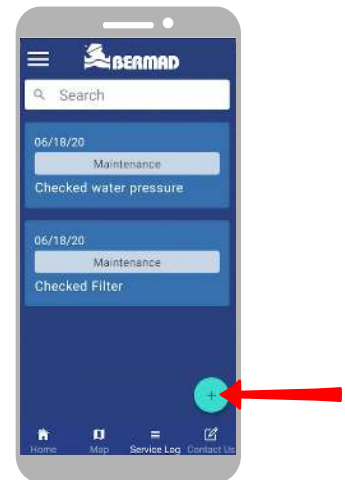 BERMAD
Search
06/18/20
Maintenance
Checked water pressure
06/18/20
Maintenance
Checked Filter
+
Home Map Service Log Contact Us